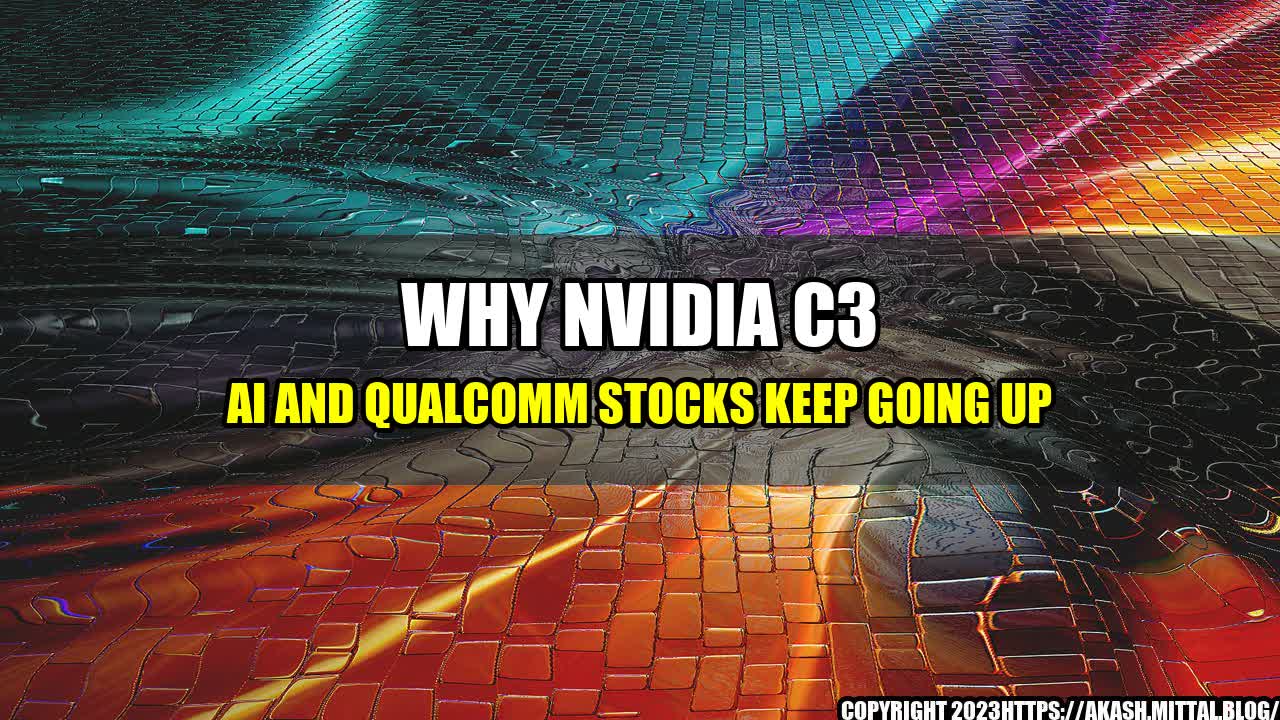 WHY NVIDIA C3
AI AND QUALCOMM STOCKS KEEP GOING UP
COPYRIGHT 2023HTTPS://AKASH.MITTAL.BLOG/